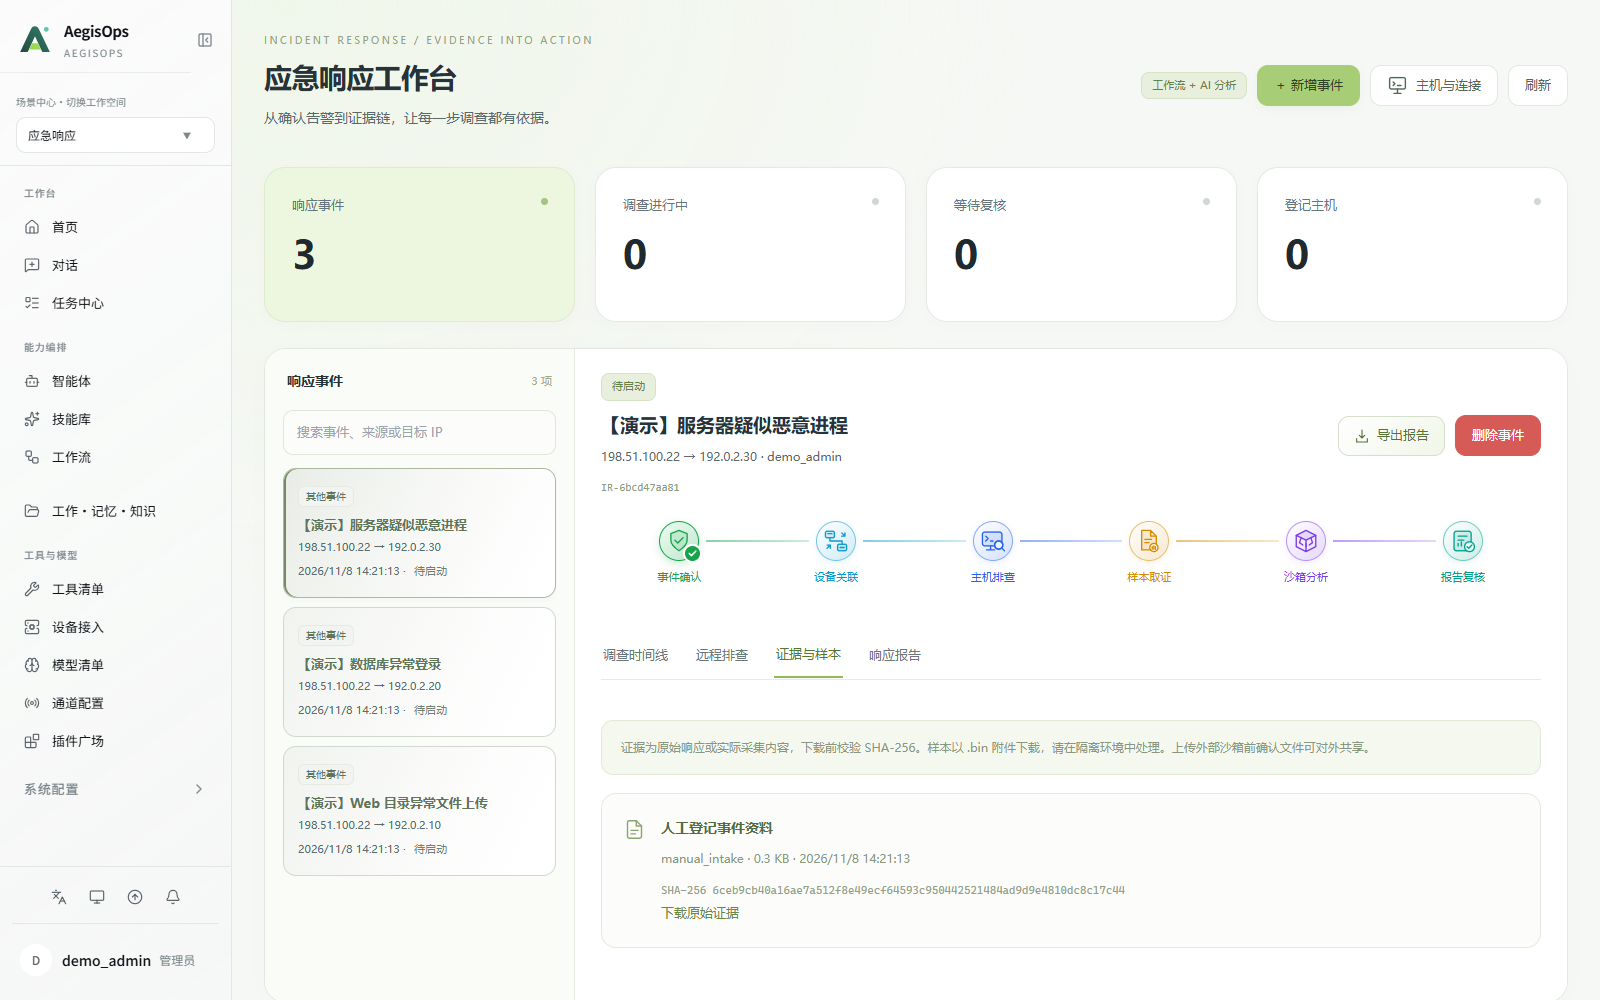 AegisOps
AEGISOPS
场景中心・切换工作空间
应急响应
工作台
首页
对话
任务中心
能力编排
智能体
技能库
工作流
工作・记忆・知识
工具与模型
工具清单
设备接入
模型清单
通道配置
插件广场
系统配置
D demo_admin 管理员
INCIDENT RESPONSE / EVIDENCE INTO ACTION
应急响应工作台
从确认告警到证据链，让每一步调查都有依据。
工作流 + AI 分析
+ 新增事件
主机与连接
刷新
响应事件
3
调查进行中
0
等待复核
0
登记主机
0
响应事件 3 项
搜索事件、来源或目标 IP
其他事件
【演示】服务器疑似恶意进程
198.51.100.22 → 192.0.2.30
2026/11/8 14:21:13 · 待启动
其他事件
【演示】数据库异常登录
198.51.100.22 → 192.0.2.20
2026/11/8 14:21:13 · 待启动
其他事件
【演示】Web 目录异常文件上传
198.51.100.22 → 192.0.2.10
2026/11/8 14:21:13 · 待启动
待启动
【演示】服务器疑似恶意进程
198.51.100.22 → 192.0.2.30 · demo_admin
IR-6bcd47aa81
导出报告
删除事件
事件确认
设备关联
主机排查
样本取证
沙箱分析
报告复核
调查时间线
远程排查
证据与样本
响应报告
证据为原始响应或实际采集内容，下载前校验 SHA-256。样本以 .bin 附件下载，请在隔离环境中处理。上传外部沙箱前确认文件可对外共享。
人工登记事件资料
manual_intake · 0.3 KB · 2026/11/8 14:21:13
SHA-256 6ceb9cb40a16ae7a512f8e49ecf64593c950442521484ad9d9e4810dc8c17c44
下载原始证据